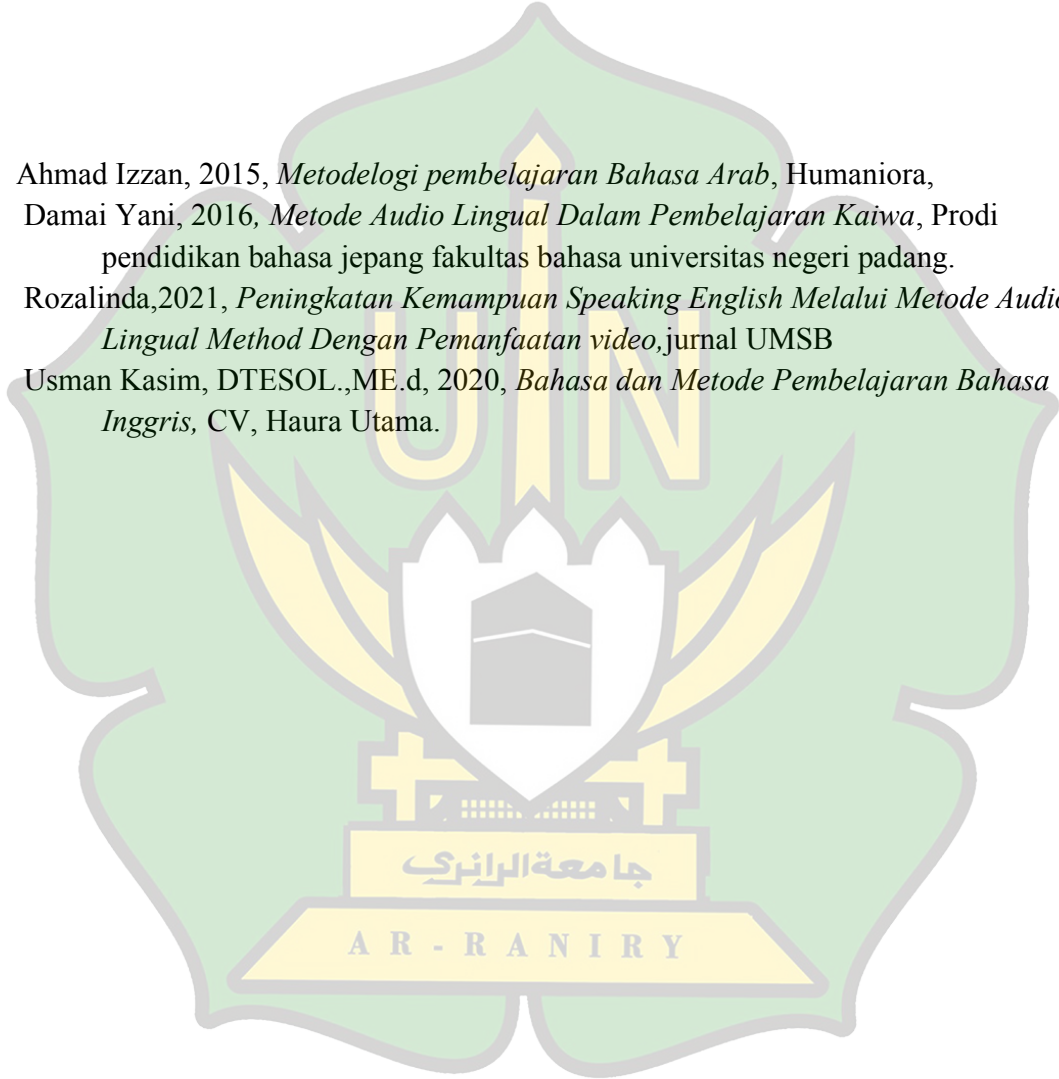 Ahmad Izzan, 2015, Metodelogi pembelajaran Bahasa Arab, Humaniora,
Damai Yani, 2016, Metode Audio Lingual Dalam Pembelajaran Kaiwa, Prodi
pendidikan bahasa jepang fakultas bahasa universitas negeri padang.
Rozalinda,2021, Peningkatan Kemampuan Speaking English Melalui Metode Audio
Lingual Method Dengan Pemanfaatan video,jurnal UMSB
Usman Kasim, DTESOL.,ME.d, 2020, Bahasa dan Metode Pembelajaran Bahasa
Inggris, CV, Haura Utama.
UIN
جامعة الرانري
AR-RANIRY